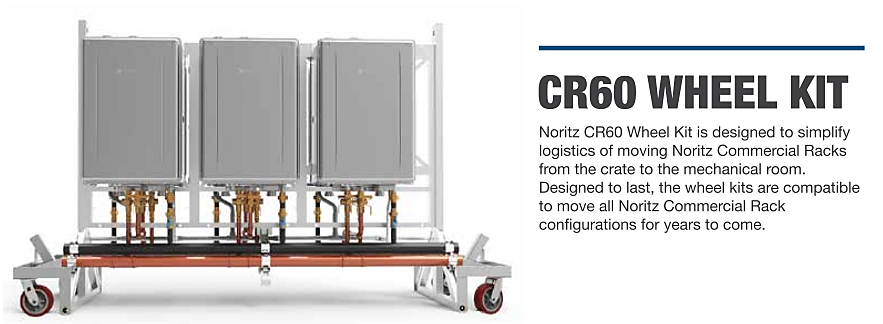 CR60 WHEEL KIT
Noritz CR60 Wheel Kit is designed to simplify
logistics of moving Noritz Commercial Racks
from the crate to the mechanical room.
Designed to last, the wheel kits are compatible
to move all Noritz Commercial Rack
configurations for years to come.